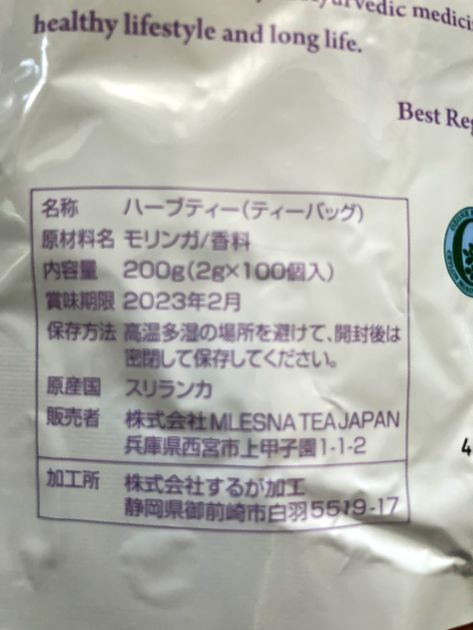 vedic medici
healthy lifestyle and long life.
Best Reg
名称 ハーブティー(ティーバッグ)
原材料名 モリンガ/香料
内容量 200g(2g×100個入)
賞味期限 2023年2月
保存方法 高温多湿の場所を避けて、開封後は
密閉して保存してください。
原産国 スリランカ
販売者 株式会社MLESNA TEA JAPAN
兵庫県西宮市上甲子園1-1-2
加工所 株式会社するが加工
静岡県御前崎市白羽5519-17
4